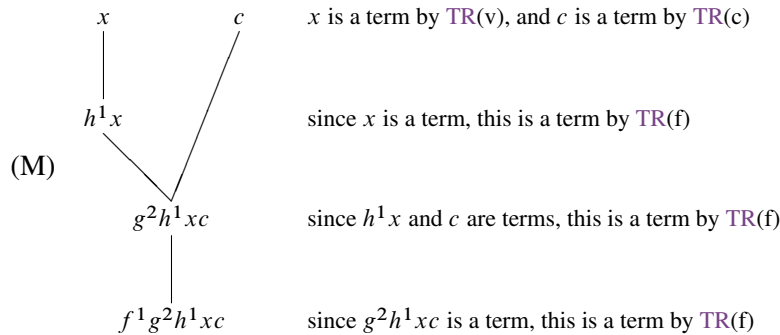 x c x is a term by TR(v), and c is a term by TR(c)
h¹x since x is a term, this is a term by TR(f)
(M)
g²h¹xc since h¹x and c are terms, this is a term by TR(f)
f¹g²h¹xc since g²h¹xc is a term, this is a term by TR(f)